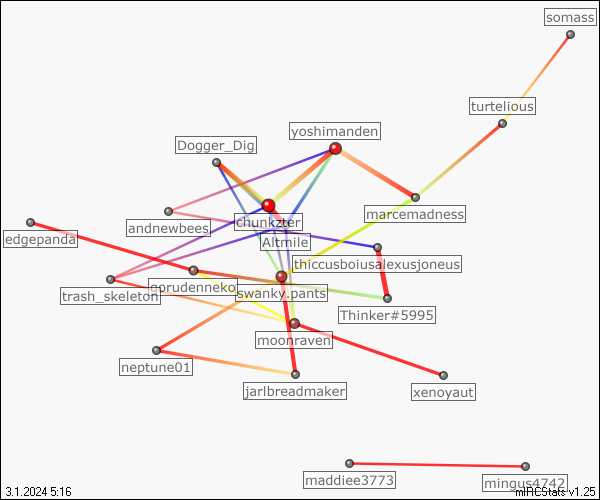 somass
turtelious
yoshimanden
Dogger_Dig
marcemadness
chunkzter
andnewbees
edgepanda
Altmile
thiccusboiusalexusjoneus
gorudenneko
swanky.pants
trash_skeleton
Thinker#5995
moonraven
neptune01
jarlbreadmaker
xenoyaut
maddiee3773
mingus4742
3.1.2024 5:16
mIRCStats v1.25